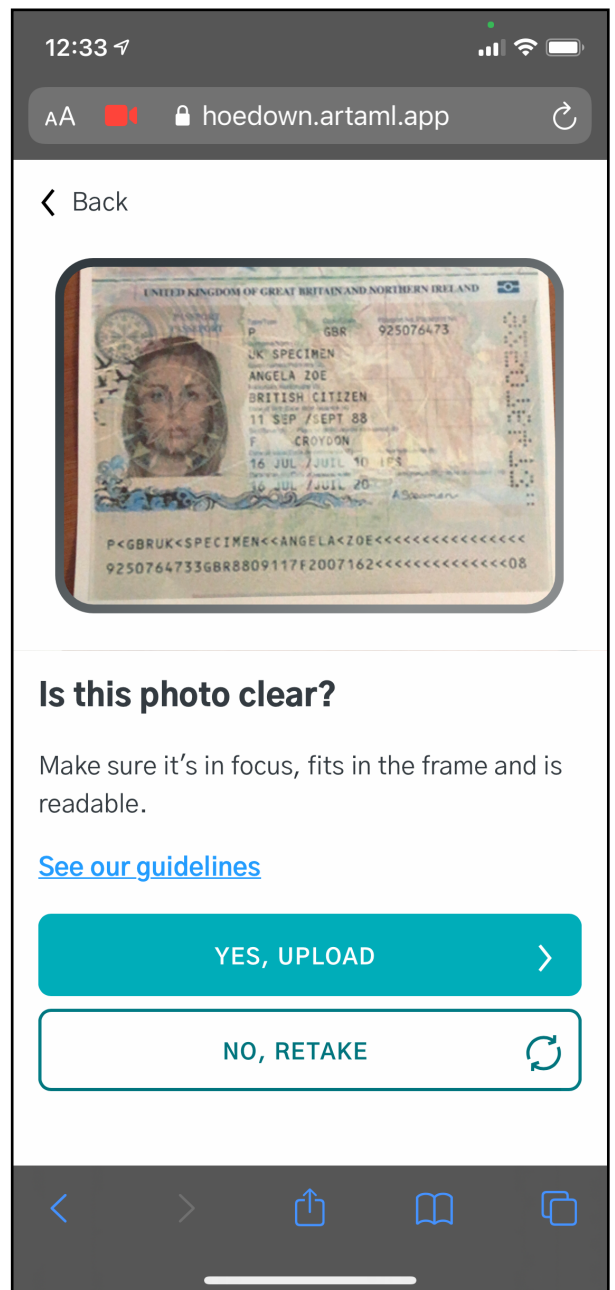 12:33
AA hoedown.artaml.app
Back
UNITED KINGDOM OF GREAT BRITAIN AND NORTHERN IRELAND
PASSPORT
PASSEPORT
P GBR 925076473
UK SPECIMEN
ANGELA ZOE
BRITISH CITIZEN
11 SEP /SEPT 88
F CROYDON
16 JUL /JUIL 10 IPS
16 JUL /JUIL 20
P<GBRUK<SPECIMEN<<ANGELA<ZOE<<<<<<<<<<<<<<<<
9250764733GBR8809117F2007162<<<<<<<<<<<<<<08
Is this photo clear?
Make sure it's in focus, fits in the frame and is
readable.
See our guidelines
YES, UPLOAD
NO, RETAKE